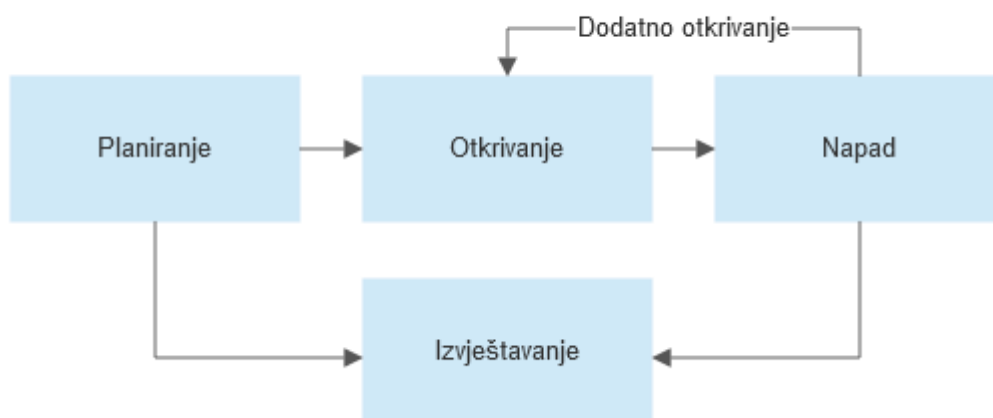 Dodatno otkrivanje
Planiranje
Otkrivanje
Napad
Izvještavanje